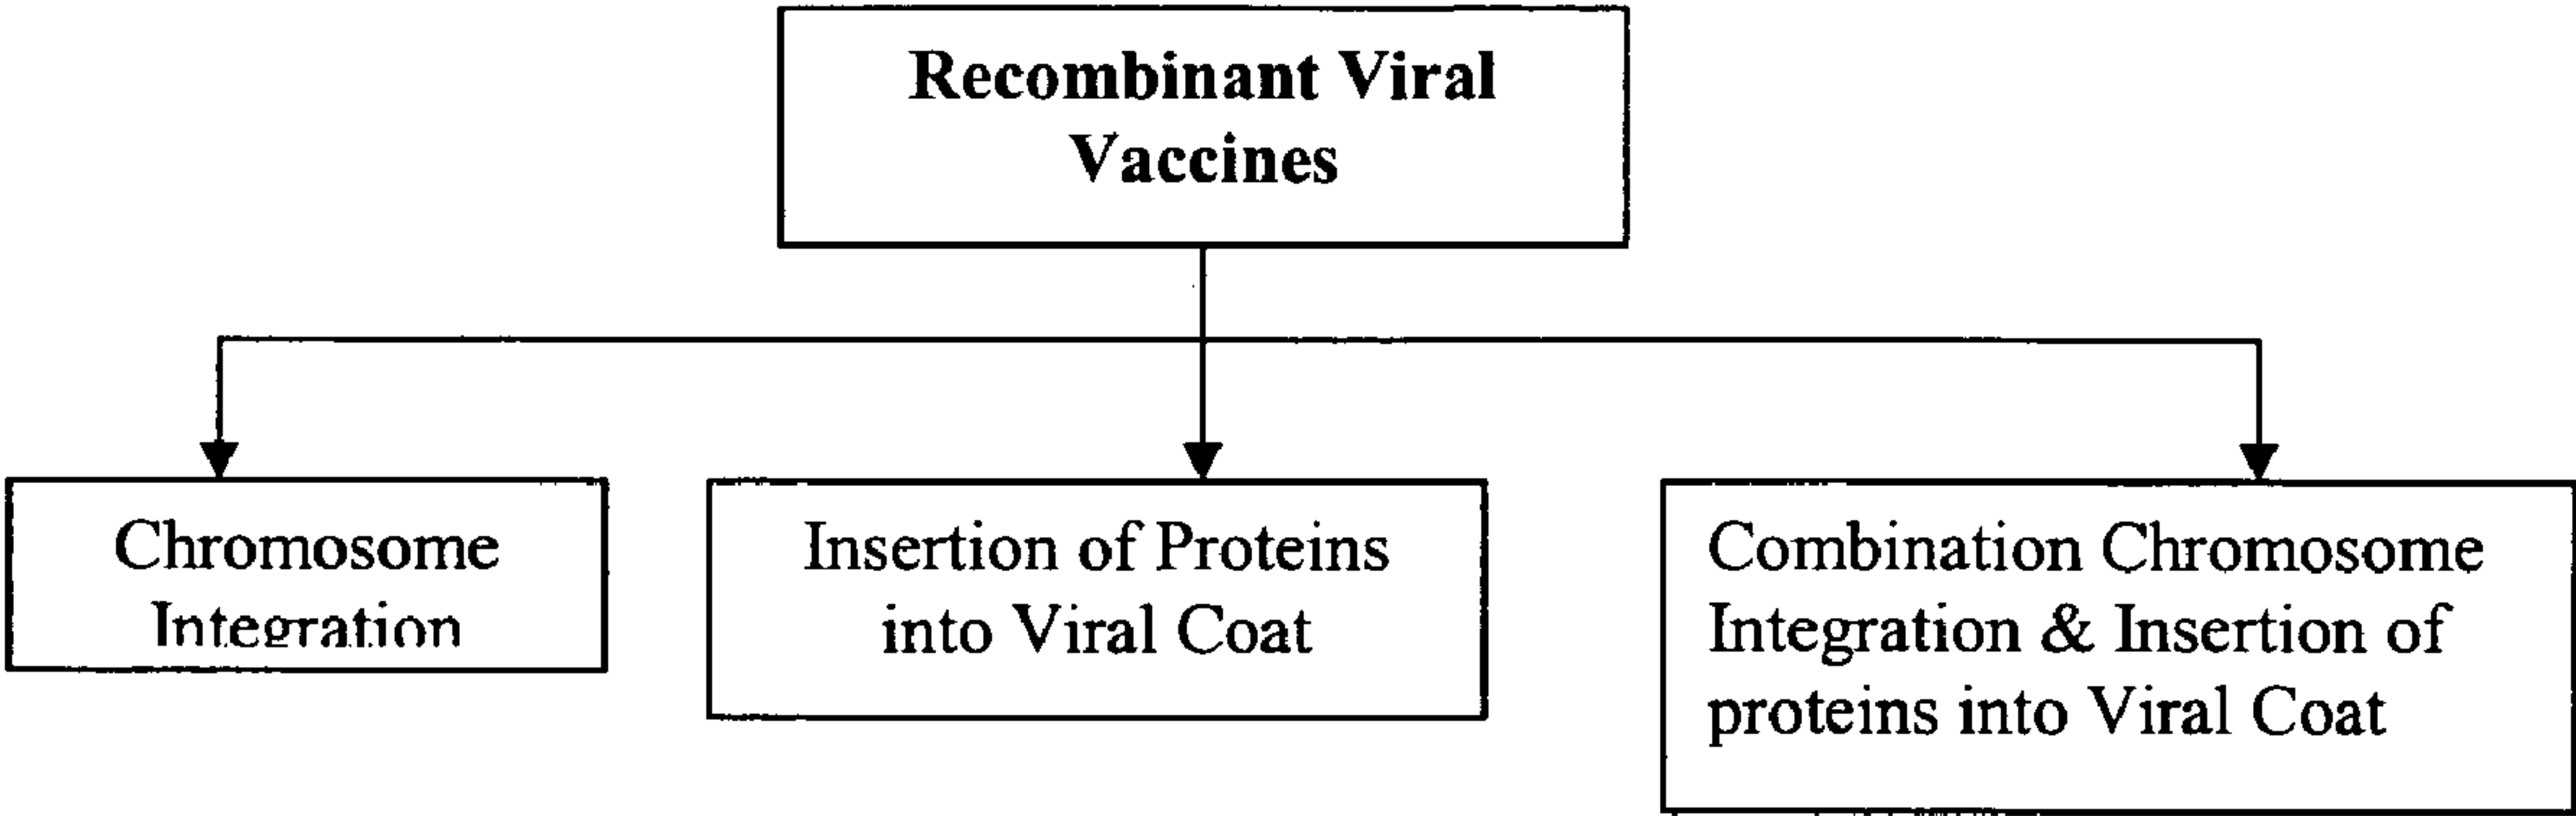 Recombinant Viral
Vaccines
Chromosome
Integration
Insertion of Proteins
into Viral Coat
Combination Chromosome
Integration & Insertion of
proteins into Viral Coat